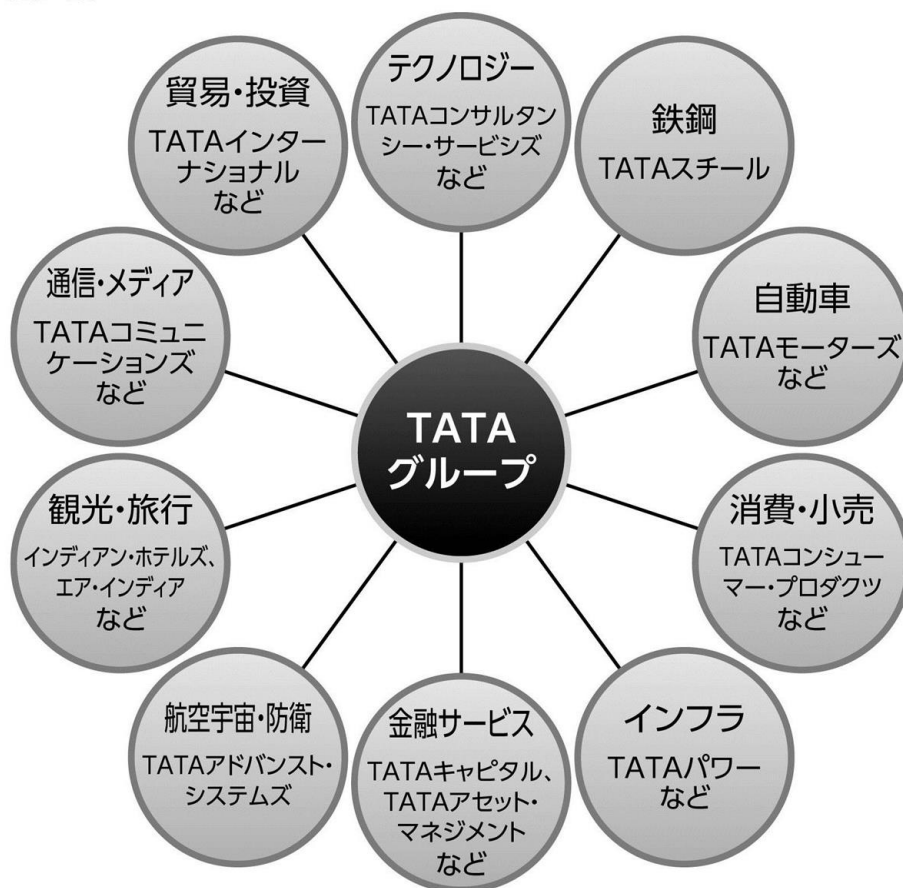 テクノロジー
TATAコンサルタン
シー・サービシズ
など
鉄鋼
TATAスチール
自動車
TATAモーターズ
など
消費・小売
TATAコンシュー
マー・プロダクツ
など
インフラ
TATAパワー
など
金融サービス
TATAキャピタル、
TATAアセット・
マネジメント
など
航空宇宙・防衛
TATAアドバンスト・
システムズ
観光・旅行
インディアン・ホテルズ、
エア・インディア
など
通信・メディア
TATAコミュニ
ケーションズ
など
貿易・投資
TATAインター
ナショナル
など
TATA
グループ